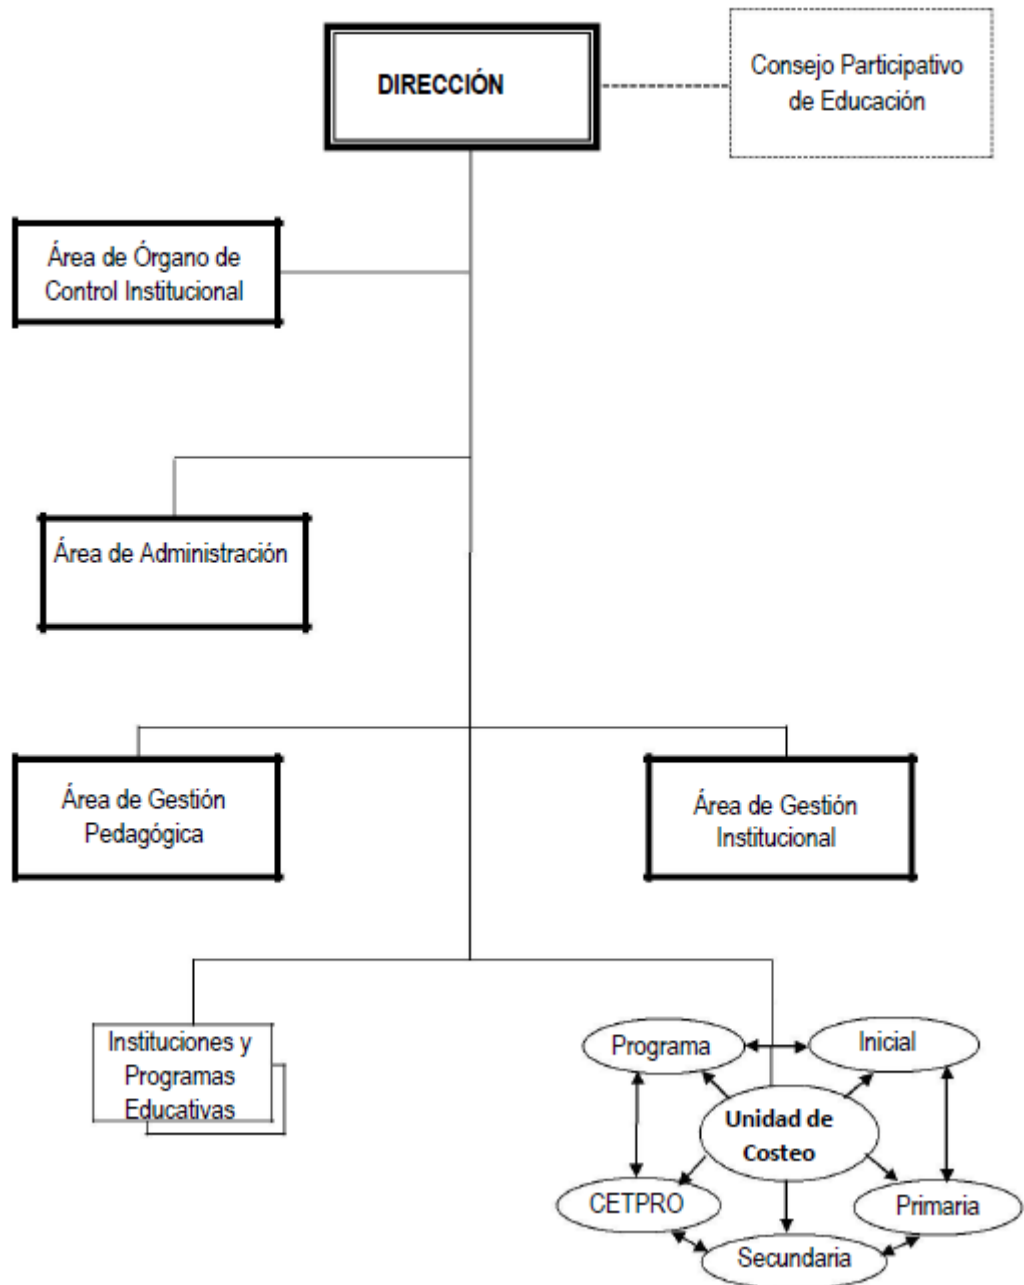 DIRECCIÓN
Consejo Participativo
de Educación
Área de Órgano de
Control Institucional
Área de Administración
Área de Gestión
Pedagógica
Área de Gestión
Institucional
Instituciones y
Programas
Educativas
Programa
Inicial
Unidad de
Costeo
CETPRO
Primaria
Secundaria